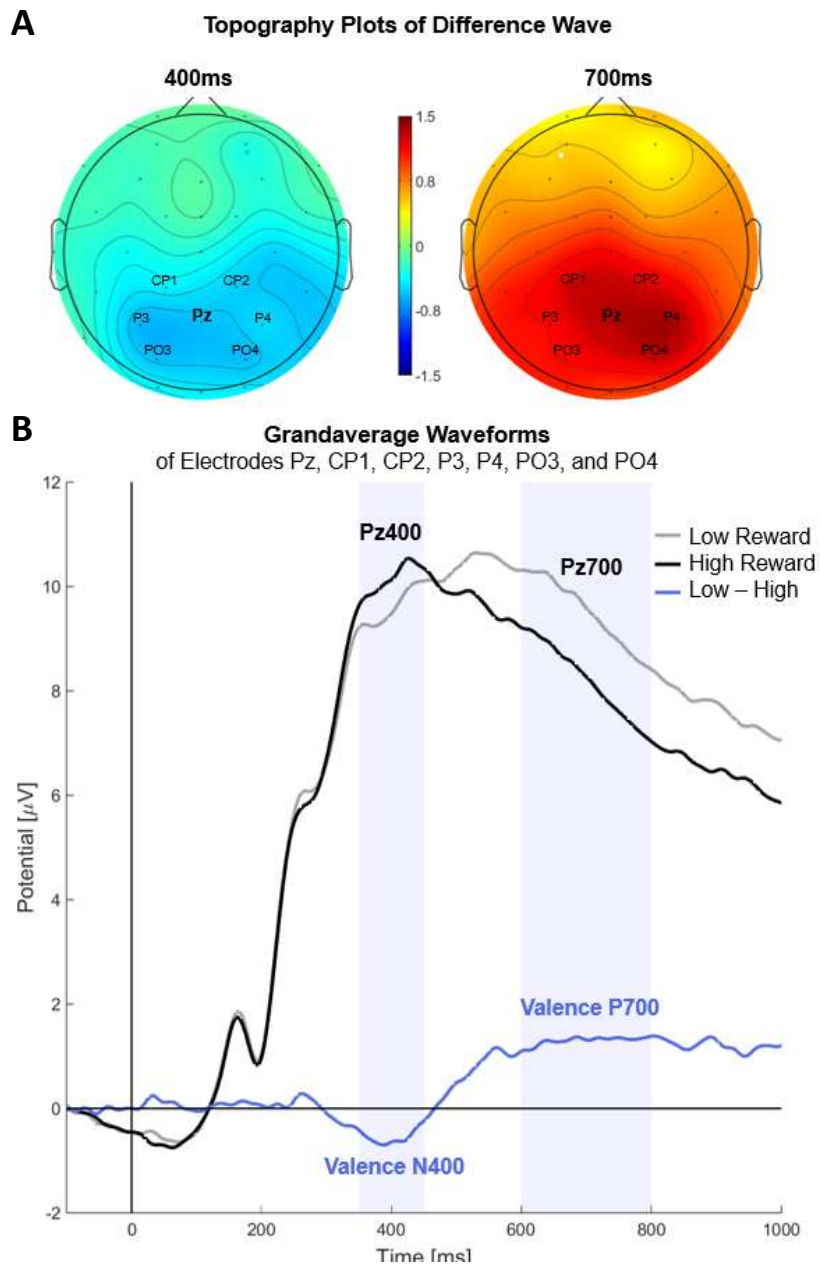 A
Topography Plots of Difference Wave
400ms
700ms
1.5
0.8
0
-0.8
-1.5
CP1
CP2
P3
Pz
P4
PO3
PO4
CP1
CP2
P3
Pz
P4
PO3
PO4
B
Grandaverage Waveforms
of Electrodes Pz, CP1, CP2, P3, P4, PO3, and PO4
12
10
8
6
4
2
0
-2
Potential [µV]
Pz400
Pz700
Low Reward
High Reward
Low – High
Valence P700
Valence N400
0
200
400
600
800
1000
Time [ms]